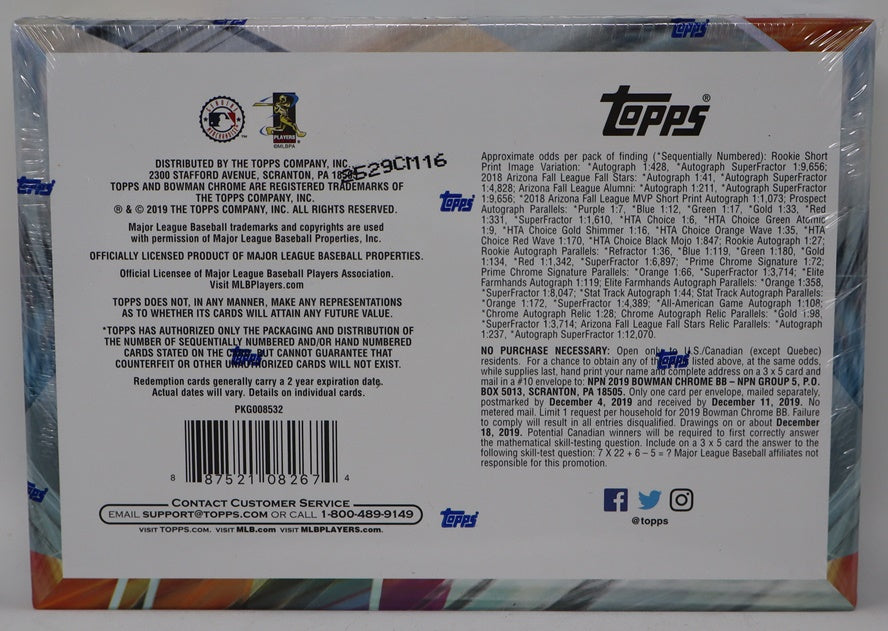 GENUINE MERCHANDISE
™
PLAYERS
©MLBPA
DISTRIBUTED BY THE TOPPS COMPANY, INC.
2300 STAFFORD AVENUE, SCRANTON, PA
TOPPS AND BOWMAN CHROME ARE REGISTERED TRADEMARKS OF
THE TOPPS COMPANY, INC.
® & © 2019 THE TOPPS COMPANY, INC. ALL RIGHTS RESERVED.
Major League Baseball trademarks and copyrights are used
with permission of Major League Baseball Properties, Inc.
OFFICIALLY LICENSED PRODUCT OF MAJOR LEAGUE BASEBALL PROPERTIES.
Official Licensee of Major League Baseball Players Association.
Visit MLBPlayers.com
TOPPS DOES NOT, IN ANY MANNER, MAKE ANY REPRESENTATIONS
AS TO WHETHER ITS CARDS WILL ATTAIN ANY FUTURE VALUE.
*TOPPS HAS AUTHORIZED ONLY THE PACKAGING AND DISTRIBUTION OF
THE NUMBER OF SEQUENTIALLY NUMBERED AND/OR HAND NUMBERED
CARDS STATED ON THE CARD, BUT CANNOT GUARANTEE THAT
COUNTERFEIT OR OTHER UNAUTHORIZED CARDS WILL NOT EXIST.
Redemption cards generally carry a 2 year expiration date.
Actual dates will vary. Details on individual cards.
PKG008532
8 87521 08267 4
CONTACT CUSTOMER SERVICE
EMAIL SUPPORT@TOPPS.COM OR CALL 1-800-489-9149
VISIT TOPPS.COM. VISIT MLB.COM VISIT MLBPLAYERS.COM.
Topps®
Approximate odds per pack of finding (*Sequentially Numbered): Rookie Short
Print Image Variation: *Autograph 1:428, *Autograph SuperFractor 1:9,656;
2018 Arizona Fall League Fall Stars: *Autograph 1:41, *Autograph SuperFractor
1:4,828; Arizona Fall League Alumni: *Autograph 1:211, *Autograph SuperFractor
1:9,656; *2018 Arizona Fall League MVP Short Print Autograph 1:1,073; Prospect
Autograph Parallels: *Purple 1:7, *Blue 1:12, *Green 1:17, *Gold 1:33, *Red
1:331, *SuperFractor 1:1,610, *HTA Choice 1:6, *HTA Choice Green Atomic
1:9, *HTA Choice Gold Shimmer 1:16, *HTA Choice Orange Wave 1:35, *HTA
Choice Red Wave 1:170, *HTA Choice Black Mojo 1:847; Rookie Autograph 1:27;
Rookie Autograph Parallels: *Refractor 1:36, *Blue 1:119, *Green 1:180, *Gold
1:134, *Red 1:1,342, *SuperFractor 1:6,897; *Prime Chrome Signature 1:72;
Prime Chrome Signature Parallels: *Orange 1:66, *SuperFractor 1:3,714; *Elite
Farmhands Autograph 1:119; Elite Farmhands Autograph Parallels: *Orange 1:358,
*SuperFractor 1:8,047; *Stat Track Autograph 1:44; Stat Track Autograph Parallels:
*Orange 1:172, *SuperFractor 1:4,389; *All-American Game Autograph 1:108;
*Chrome Autograph Relic 1:28; Chrome Autograph Relic Parallels: *Gold 1:98,
*SuperFractor 1:3,714; Arizona Fall League Fall Stars Relic Parallels: *Autograph
1:237, *Autograph SuperFractor 1:12,070.
NO PURCHASE NECESSARY: Open only to U.S./Canadian (except Quebec)
residents. For a chance to obtain any of the listed above, at the stated odds,
while supplies last, hand print your name and complete address on a 3 x 5 card and
mail in a #10 envelope to: NPN 2019 BOWMAN CHROME BB – NPN GROUP 5, P.O.
BOX 5013, SCRANTON, PA 18505. Only one card per envelope, mailed separately,
postmarked by December 4, 2019 and received by December 11, 2019. No
metered mail. Limit 1 request per household for 2019 Bowman Chrome BB. Failure
to comply will result in all entries disqualified. Drawings on or about December
18, 2019. Potential Canadian winners will be required to first correctly answer
the mathematical skill-testing question. Include on a 3 x 5 card the answer to the
following skill-test question: 7 X 22 + 6 – 5 = ? Major League Baseball affiliates not
responsible for this promotion.
@topps
Topps
Topps
Topps
Topps
Topps
Topps